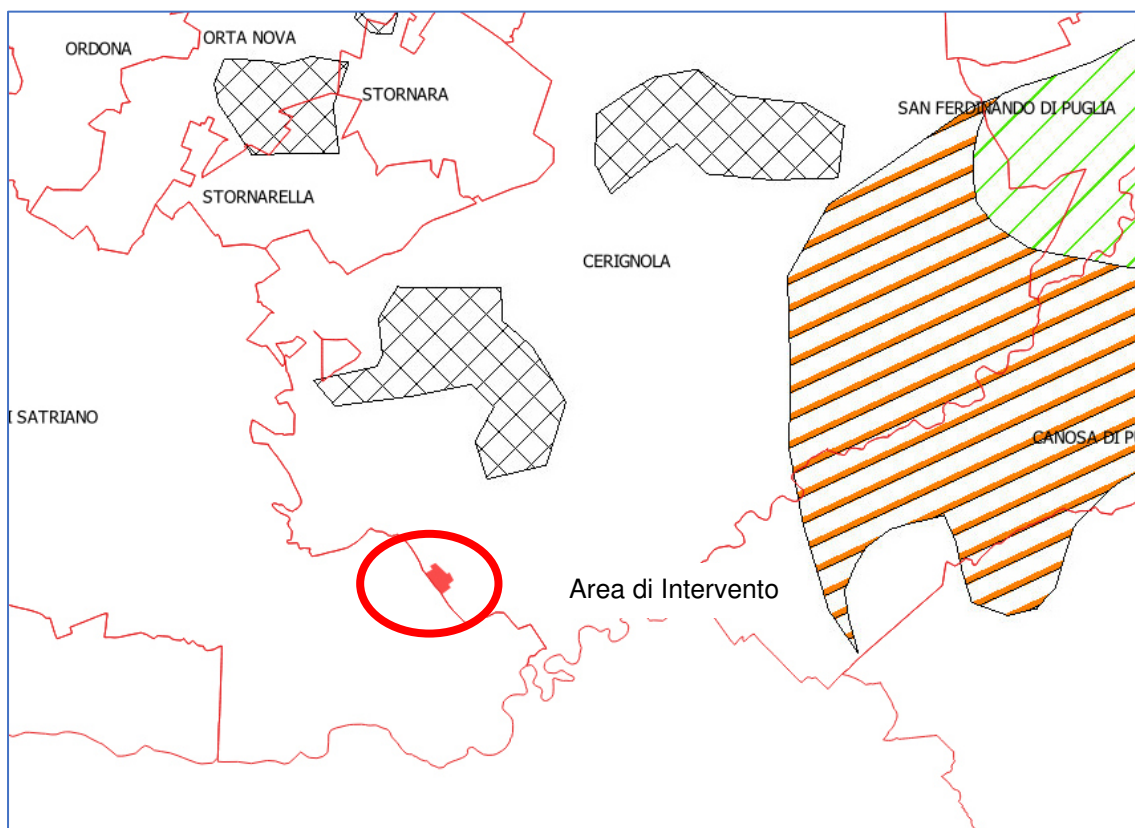 ORTA NOVA
ORDONA
STORNARA
SAN FERDINANDO DI PUGLIA
STORNARELLA
CERIGNOLA
I SATRIANO
CANOSA DI P
Area di Intervento